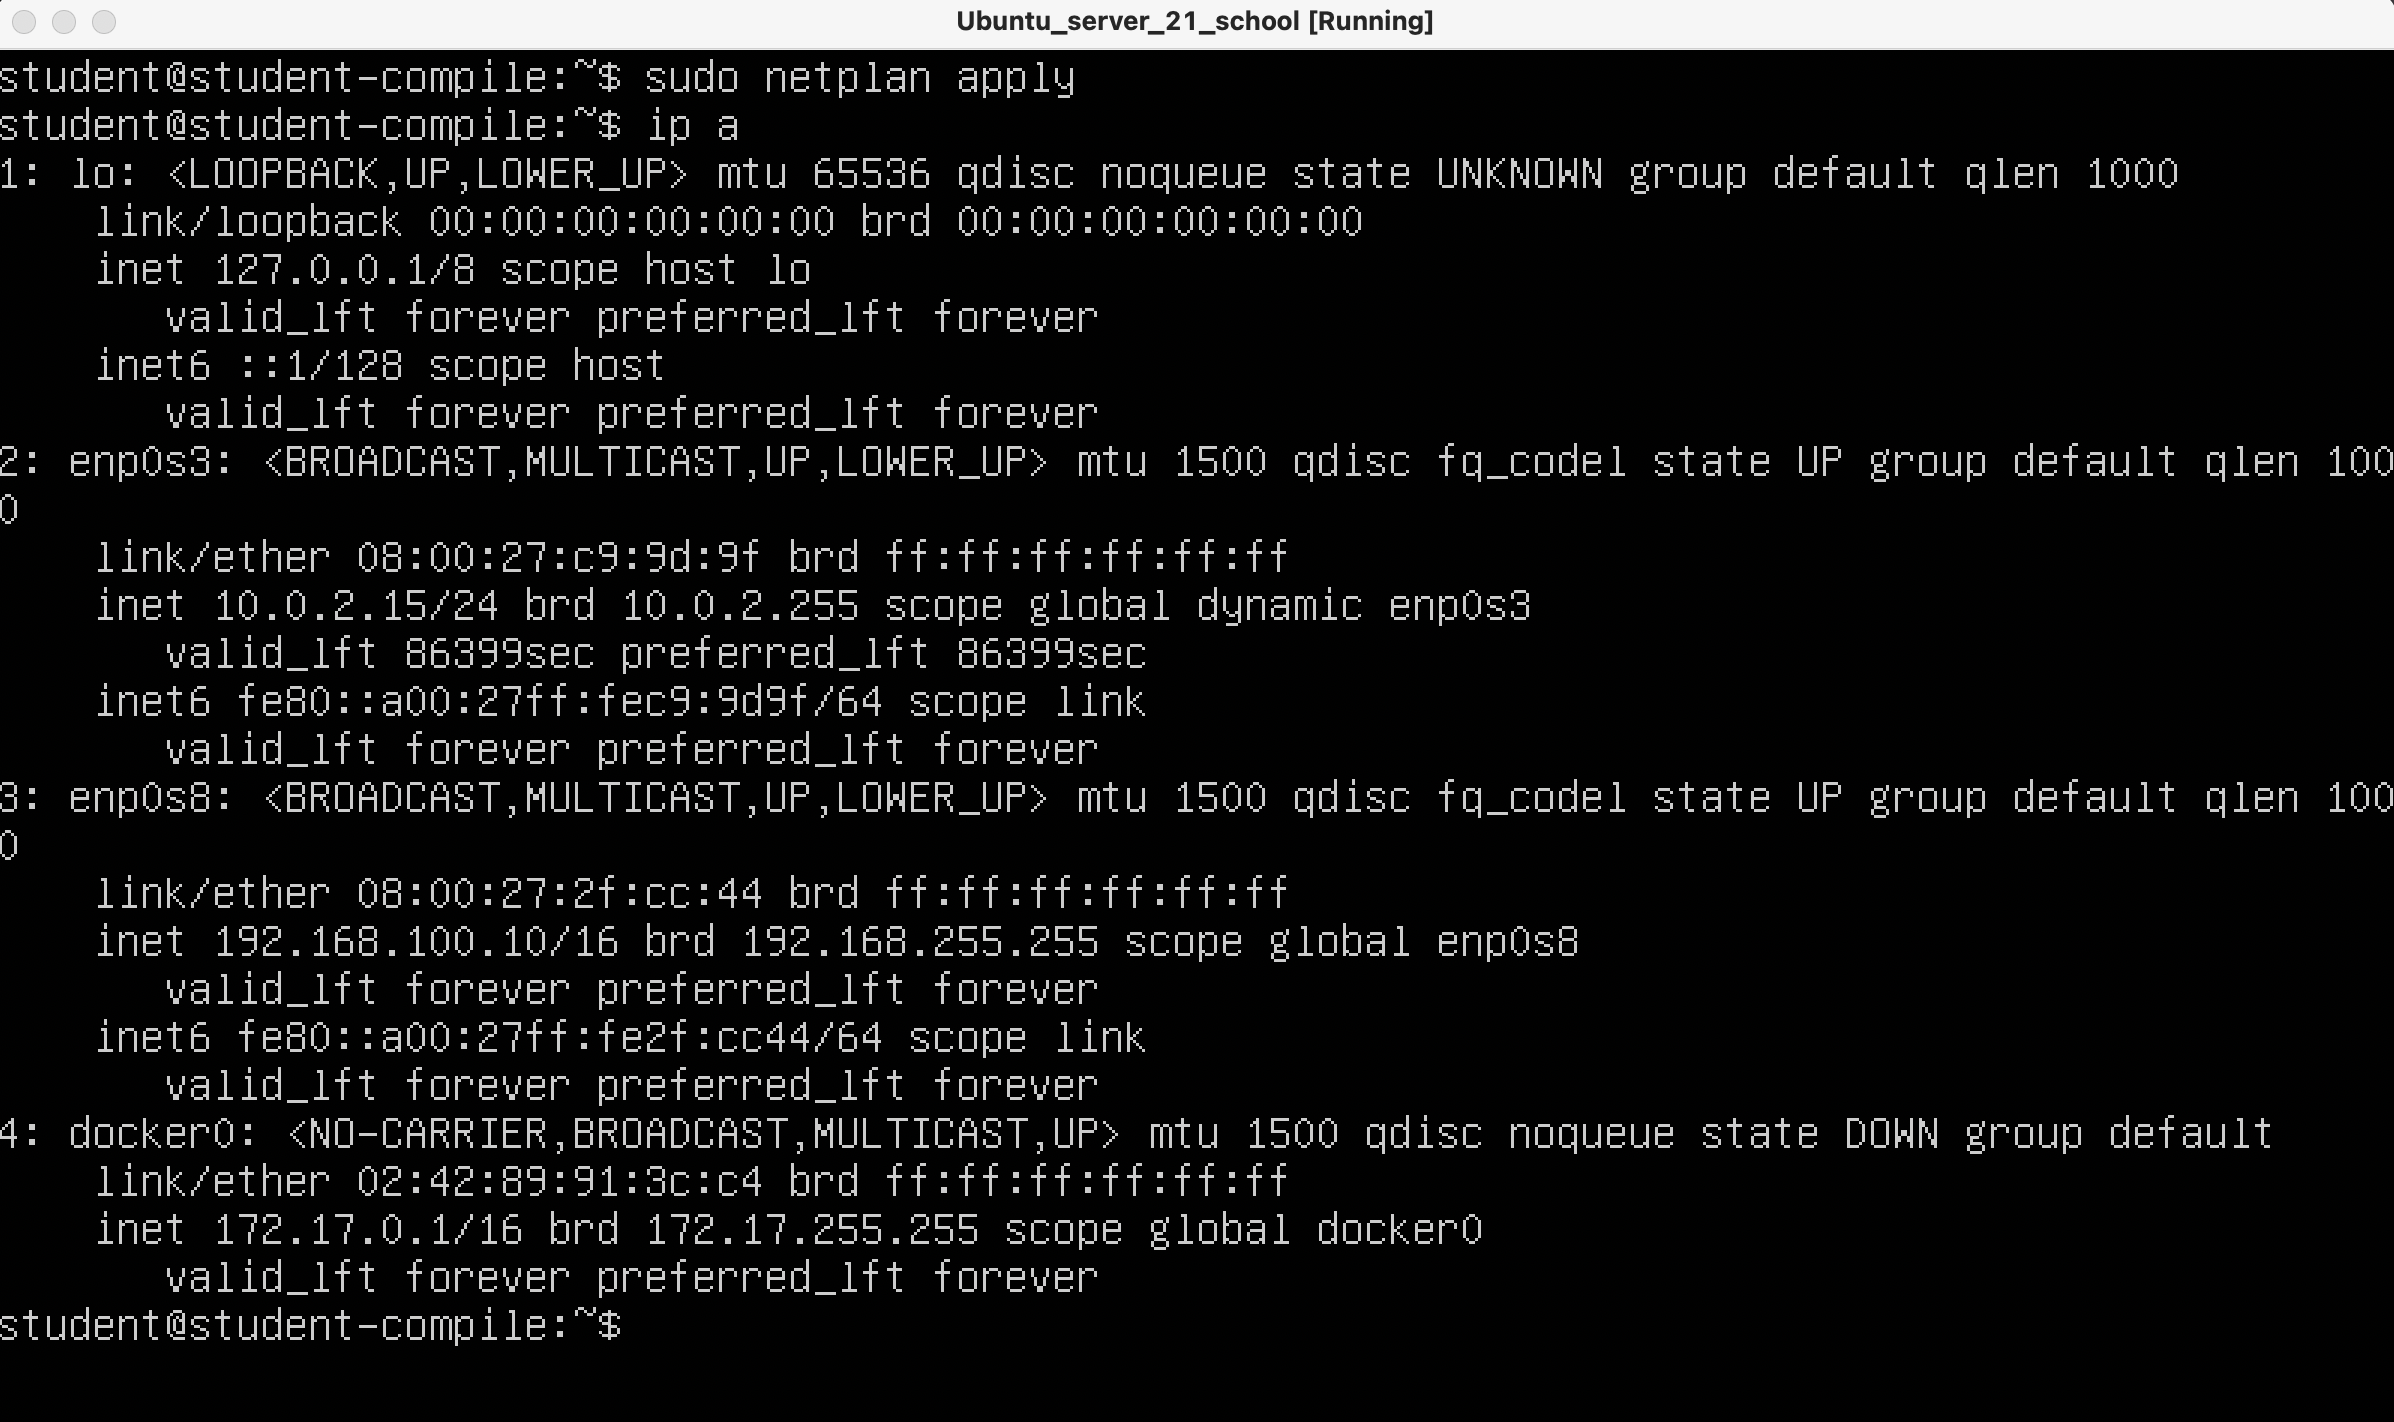 Ubuntu_server_21_school [Running]
student@student-compile:~$ sudo netplan apply
student@student-compile:~$ ip a
1: lo: <LOOPBACK,UP,LOWER_UP> mtu 65536 qdisc noqueue state UNKNOWN group default qlen 1000
    link/loopback 00:00:00:00:00:00 brd 00:00:00:00:00:00
    inet 127.0.0.1/8 scope host lo
       valid_lft forever preferred_lft forever
    inet6 ::1/128 scope host
       valid_lft forever preferred_lft forever
2: enp0s3: <BROADCAST,MULTICAST,UP,LOWER_UP> mtu 1500 qdisc fq_codel state UP group default qlen 100
0
    link/ether 08:00:27:c9:9d:9f brd ff:ff:ff:ff:ff:ff
    inet 10.0.2.15/24 brd 10.0.2.255 scope global dynamic enp0s3
       valid_lft 86399sec preferred_lft 86399sec
    inet6 fe80::a00:27ff:fec9:9d9f/64 scope link
       valid_lft forever preferred_lft forever
3: enp0s8: <BROADCAST,MULTICAST,UP,LOWER_UP> mtu 1500 qdisc fq_codel state UP group default qlen 100
0
    link/ether 08:00:27:2f:cc:44 brd ff:ff:ff:ff:ff:ff
    inet 192.168.100.10/16 brd 192.168.255.255 scope global enp0s8
       valid_lft forever preferred_lft forever
    inet6 fe80::a00:27ff:fe2f:cc44/64 scope link
       valid_lft forever preferred_lft forever
4: docker0: <NO-CARRIER,BROADCAST,MULTICAST,UP> mtu 1500 qdisc noqueue state DOWN group default
    link/ether 02:42:89:91:3c:c4 brd ff:ff:ff:ff:ff:ff
    inet 172.17.0.1/16 brd 172.17.255.255 scope global docker0
       valid_lft forever preferred_lft forever
student@student-compile:~$